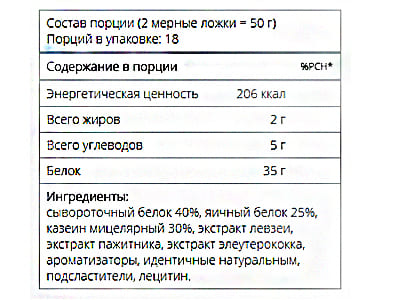 Состав порции (2 мерные ложки = 50 г)
Порций в упаковке: 18
Содержание в порции %РСН*
Энергетическая ценность 206 ккал
Всего жиров 2 г
Всего углеводов 5 г
Белок 35 г
Ингредиенты:
сывороточный белок 40%, яичный белок 25%,
казеин мицелярный 30%, экстракт левзеи,
экстракт пажитника, экстракт элеутерококка,
ароматизаторы, идентичные натуральным,
подсластители, лецитин.